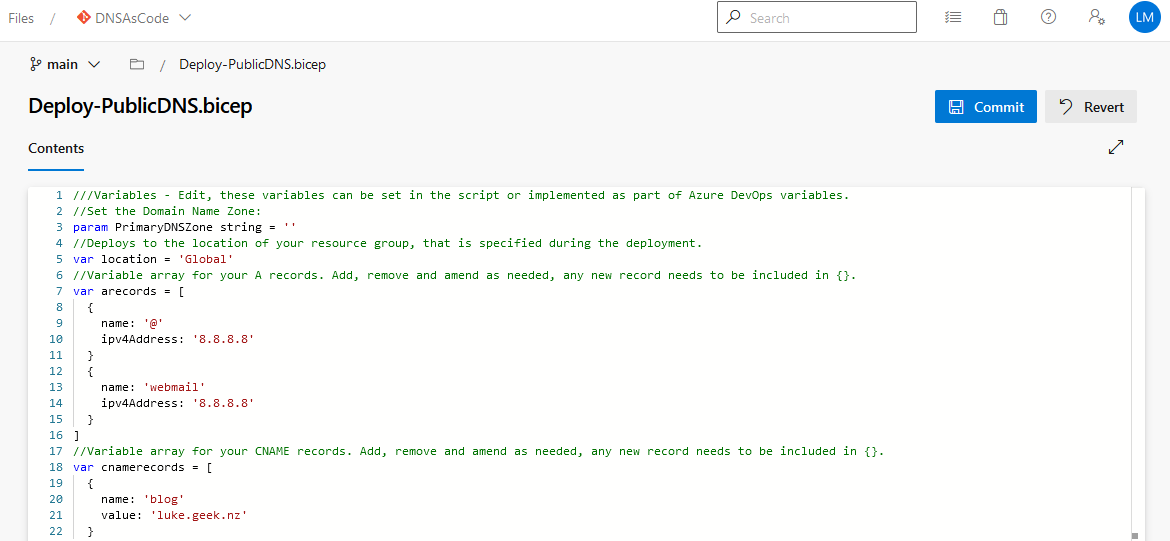 Files / DNSAsCode Search LM
main / Deploy-PublicDNS.bicep
Deploy-PublicDNS.bicep
Commit Revert
Contents
1 ///Variables - Edit, these variables can be set in the script or implemented as part of Azure DevOps variables.
2 //Set the Domain Name Zone:
3 param PrimaryDNSZone string = ''
4 //Deploys to the location of your resource group, that is specified during the deployment.
5 var location = 'Global'
6 //Variable array for your A records. Add, remove and amend as needed, any new record needs to be included in {}.
7 var arecords = [
8 {
9 name: '@'
10 ipv4Address: '8.8.8.8'
11 }
12 {
13 name: 'webmail'
14 ipv4Address: '8.8.8.8'
15 }
16 ]
17 //Variable array for your CNAME records. Add, remove and amend as needed, any new record needs to be included in {}.
18 var cnamerecords = [
19 {
20 name: 'blog'
21 value: 'luke.geek.nz'
22 }